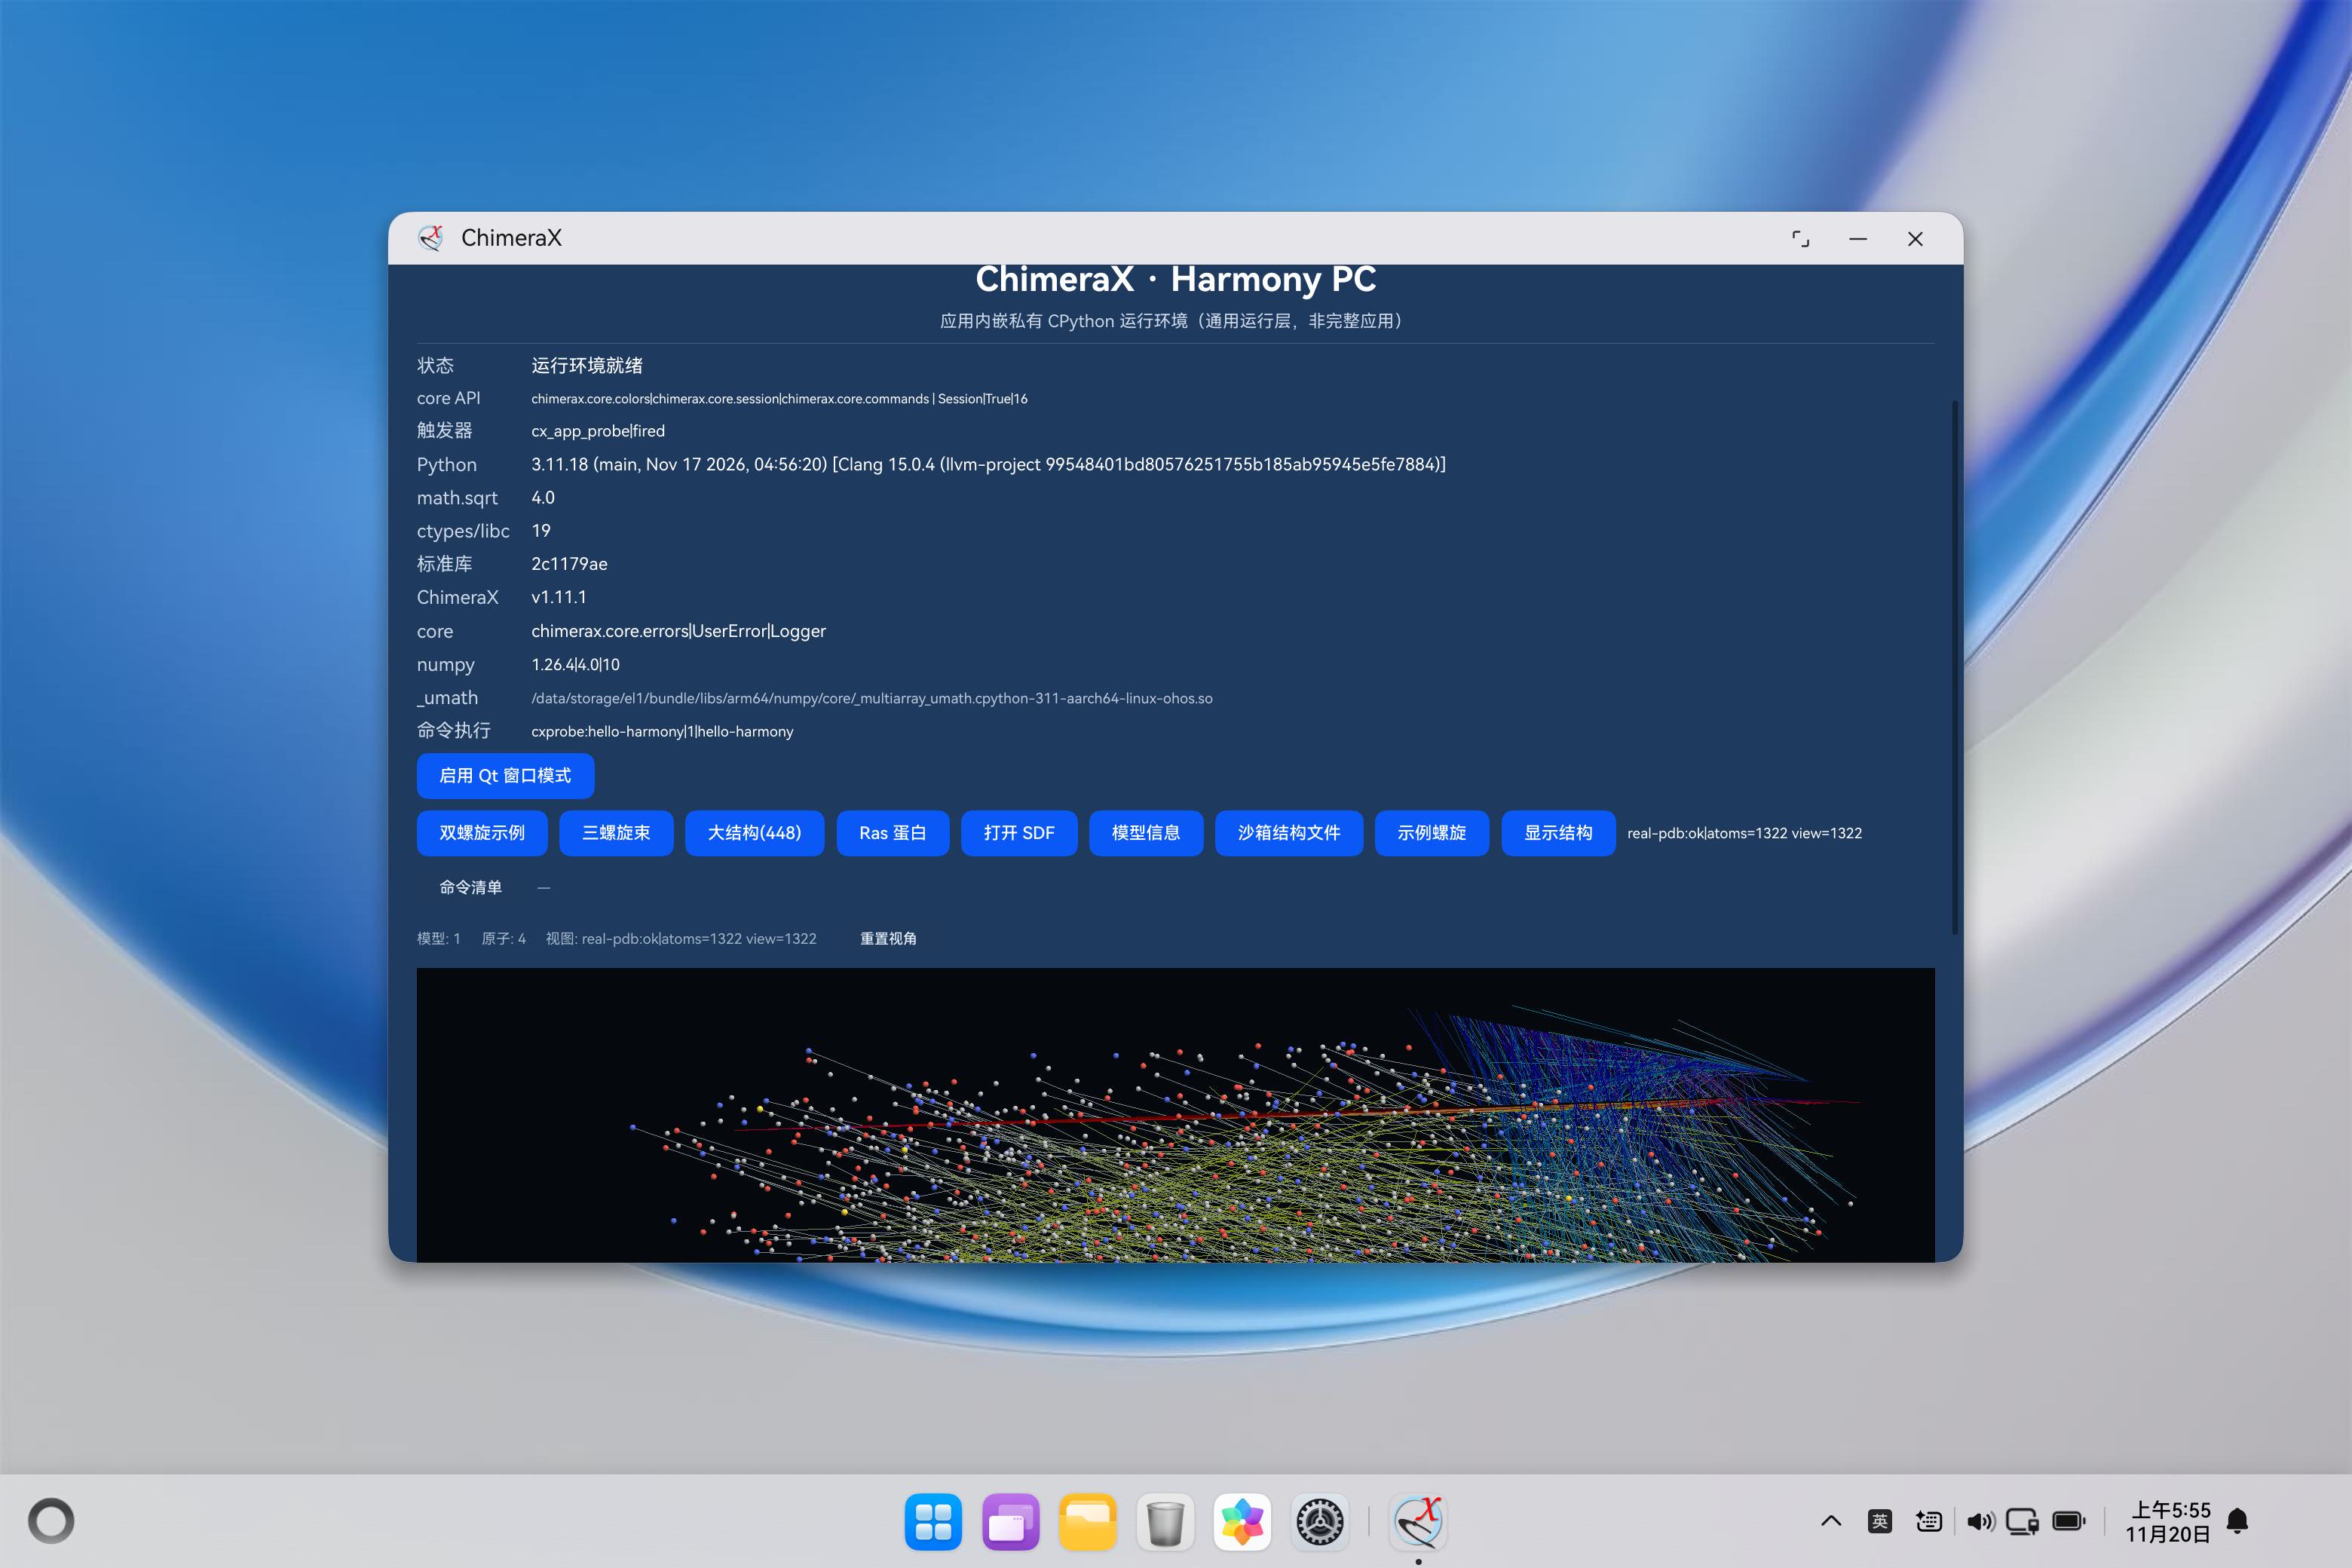 ChimeraX
ChimeraX · Harmony PC
应用内嵌私有 CPython 运行环境（通用运行层，非完整应用）
状态 运行环境就绪
core API chimerax.core.colors|chimerax.core.session|chimerax.core.commands | Session|True|16
触发器 cx_app_probe|fired
Python 3.11.18 (main, Nov 17 2026, 04:56:20) [Clang 15.0.4 (llvm-project 99548401bd80576251755b185ab95945e5fe7884)]
math.sqrt 4.0
ctypes/libc 19
标准库 2c1179ae
ChimeraX v1.11.1
core chimerax.core.errors|UserError|Logger
numpy 1.26.4|4.0|10
_umath /data/storage/el1/bundle/libs/arm64/numpy/core/_multiarray_umath.cpython-311-aarch64-linux-ohos.so
命令执行 cxprobe:hello-harmony|1|hello-harmony
启用 Qt 窗口模式
双螺旋示例 三螺旋束 大结构(448) Ras 蛋白 打开 SDF 模型信息 沙箱结构文件 示例螺旋 显示结构 real-pdb:ok|atoms=1322 view=1322
命令清单 —
模型: 1 原子: 4 视图: real-pdb:ok|atoms=1322 view=1322 重置视角
英
上午5:55
11月20日